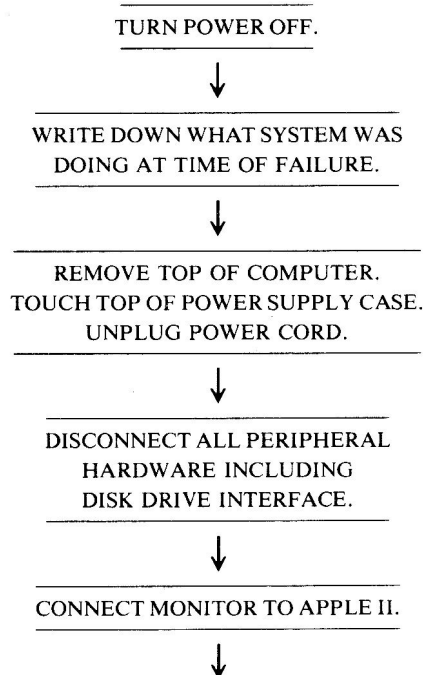 TURN POWER OFF.
WRITE DOWN WHAT SYSTEM WAS
DOING AT TIME OF FAILURE.
REMOVE TOP OF COMPUTER.
TOUCH TOP OF POWER SUPPLY CASE.
UNPLUG POWER CORD.
DISCONNECT ALL PERIPHERAL
HARDWARE INCLUDING
DISK DRIVE INTERFACE.
CONNECT MONITOR TO APPLE II.